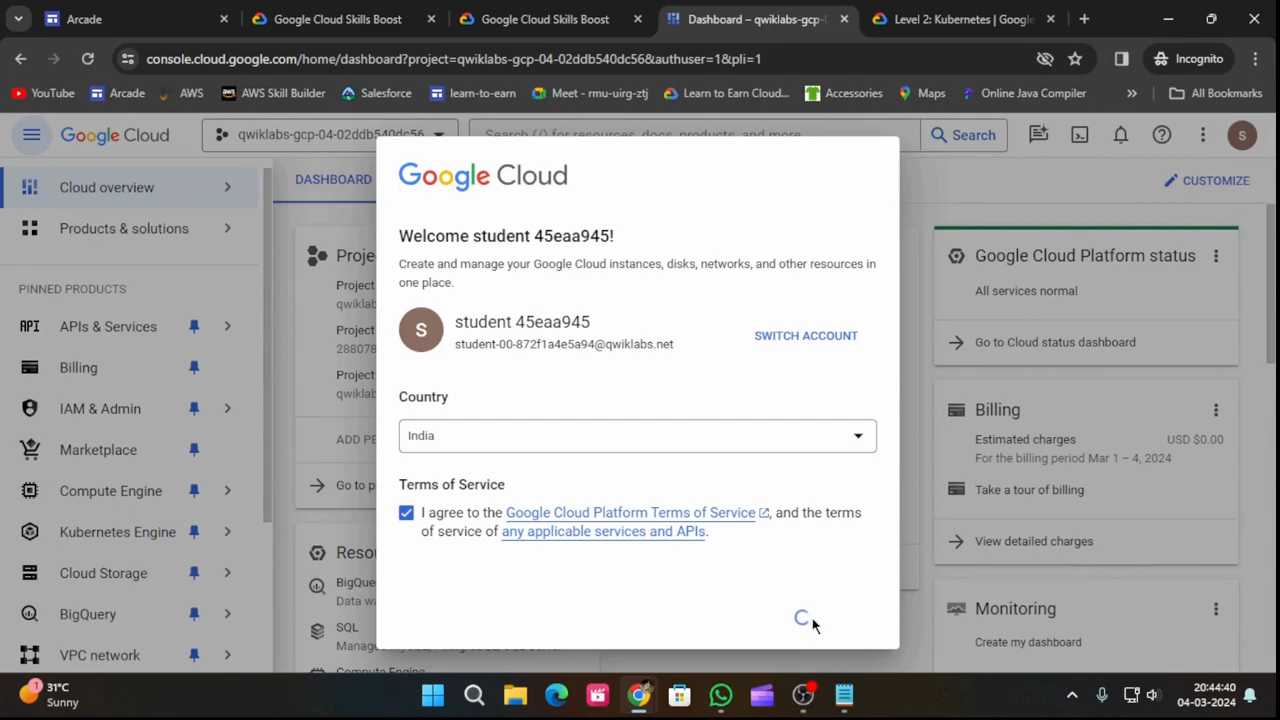 Arcade
Google Cloud Skills Boost
Google Cloud Skills Boost
Dashboard – qwiklabs-gcp-0
Level 2: Kubernetes | Google
console.cloud.google.com/home/dashboard?project=qwiklabs-gcp-04-02ddb540dc56&authuser=1&pli=1
Incognito
YouTube
Arcade
AWS
AWS Skill Builder
Salesforce
learn-to-earn
Meet - rmu-uirg-ztj
Learn to Earn Cloud...
Accessories
Maps
Online Java Compiler
All Bookmarks
Google Cloud
qwiklabs-gcp-04-02ddb540dc56
Search (/) for resources, docs, products, and more
Search
S
Cloud overview
Products & solutions
PINNED PRODUCTS
API APIs & Services
Billing
IAM & Admin
Marketplace
Compute Engine
Kubernetes Engine
Cloud Storage
BigQuery
VPC network
DASHBOARD
CUSTOMIZE
Proje
Project
qwiklab
Project
288078
Project
qwiklab
ADD PE
Go to p
Resou
BigQue
Data wa
SQL
Compute Engine
Google Cloud
Welcome student 45eaa945!
Create and manage your Google Cloud instances, disks, networks, and other resources in
one place.
S
student 45eaa945
student-00-872f1a4e5a94@qwiklabs.net
SWITCH ACCOUNT
Country
India
Terms of Service
I agree to the Google Cloud Platform Terms of Service, and the terms
of service of any applicable services and APIs.
Google Cloud Platform status
All services normal
Go to Cloud status dashboard
Billing
Estimated charges
USD $0.00
For the billing period Mar 1 – 4, 2024
Take a tour of billing
View detailed charges
Monitoring
Create my dashboard
1
31°C
Sunny
20:44:40
04-03-2024